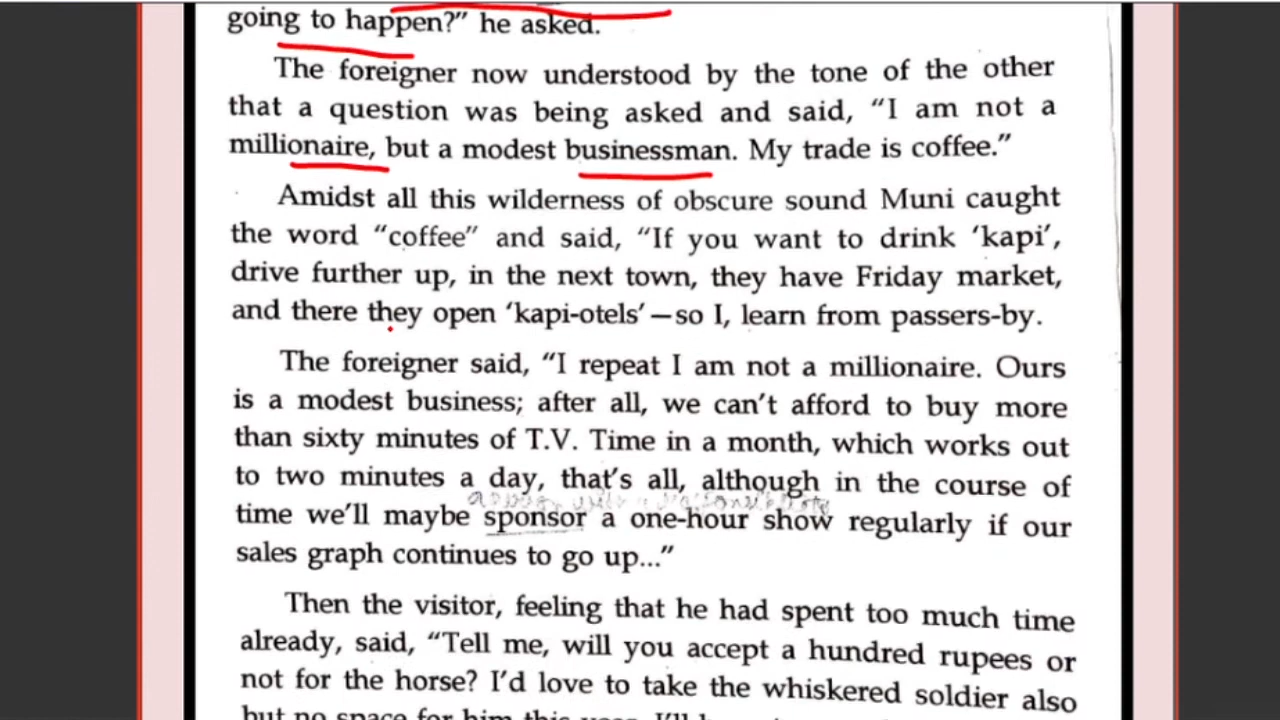 going to happen?” he asked.
The foreigner now understood by the tone of the other
that a question was being asked and said, “I am not a
millionaire, but a modest businessman. My trade is coffee.”
Amidst all this wilderness of obscure sound Muni caught
the word “coffee” and said, “If you want to drink ‘kapi’,
drive further up, in the next town, they have Friday market,
and there they open ‘kapi-otels’—so I, learn from passers-by.
The foreigner said, “I repeat I am not a millionaire. Ours
is a modest business; after all, we can’t afford to buy more
than sixty minutes of T.V. Time in a month, which works out
to two minutes a day, that’s all, although in the course of
time we’ll maybe sponsor a one-hour show regularly if our
sales graph continues to go up...”
Then the visitor, feeling that he had spent too much time
already, said, “Tell me, will you accept a hundred rupees or
not for the horse? I’d love to take the whiskered soldier also
but no space for him this year. I’ll